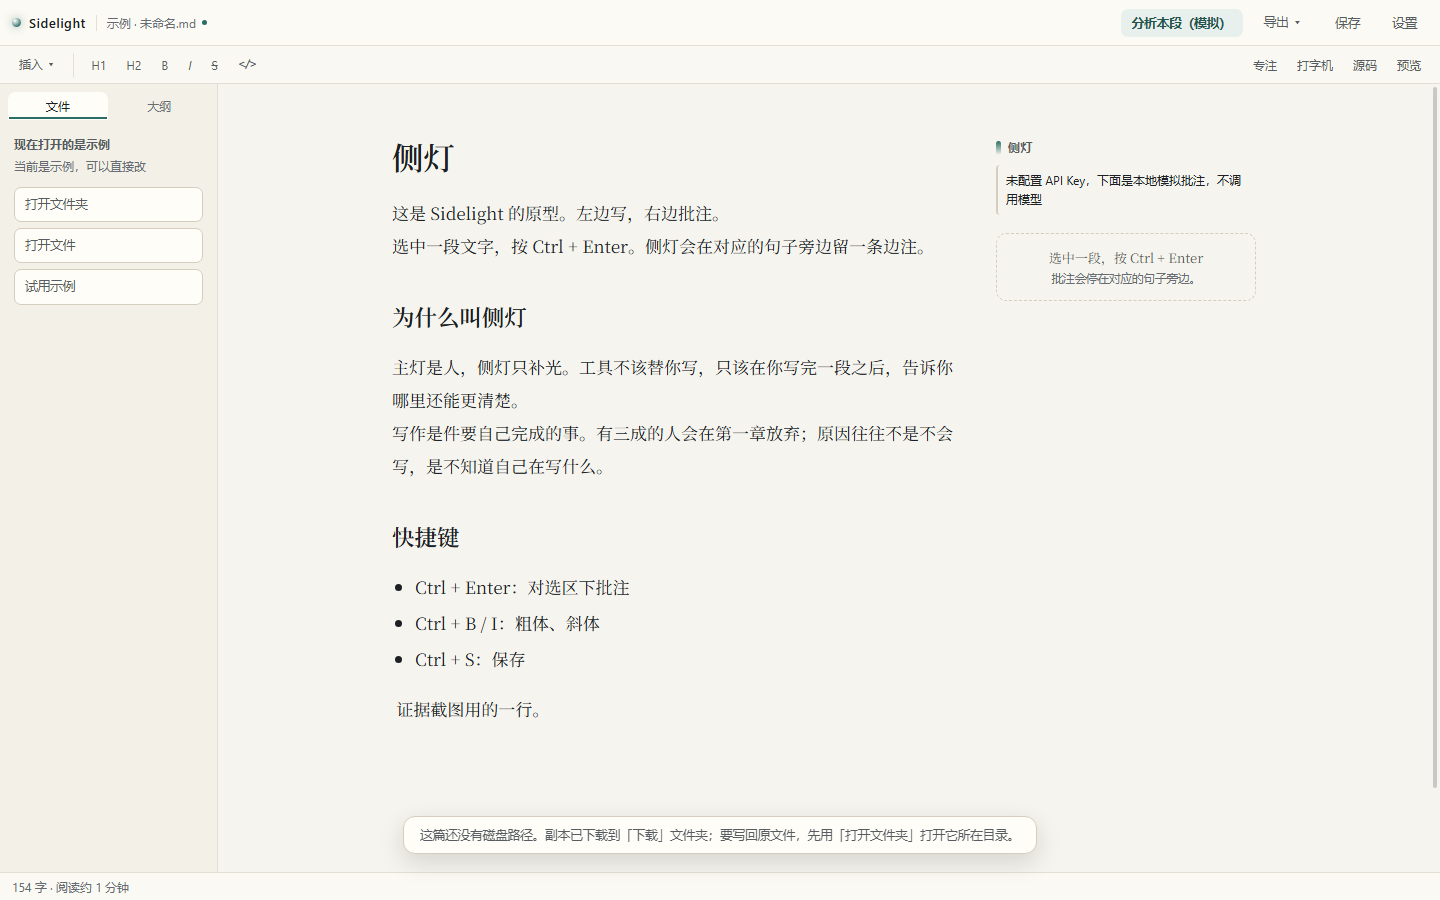 Sidelight 示例 · 未命名.md 分析本段（模拟） 导出 保存 设置
插入 H1 H2 B I S </> 专注 打字机 源码 预览
文件 大纲
现在打开的是示例
当前是示例，可以直接改
打开文件夹
打开文件
试用示例
侧灯
这是 Sidelight 的原型。左边写，右边批注。
选中一段文字，按 Ctrl + Enter。侧灯会在对应的句子旁边留一条边注。
为什么叫侧灯
主灯是人，侧灯只补光。工具不该替你写，只该在你写完一段之后，告诉你
哪里还能更清楚。
写作是件要自己完成的事。有三成的人会在第一章放弃；原因往往不是不会
写，是不知道自己在写什么。
快捷键
Ctrl + Enter：对选区下批注
Ctrl + B / I：粗体、斜体
Ctrl + S：保存
证据截图用的一行。
侧灯
未配置 API Key，下面是本地模拟批注，不调
用模型
选中一段，按 Ctrl + Enter
批注会停在对应的句子旁边。
这篇还没有磁盘路径。副本已下载到「下载」文件夹；要写回原文件，先用「打开文件夹」打开它所在目录。
154 字 · 阅读约 1 分钟